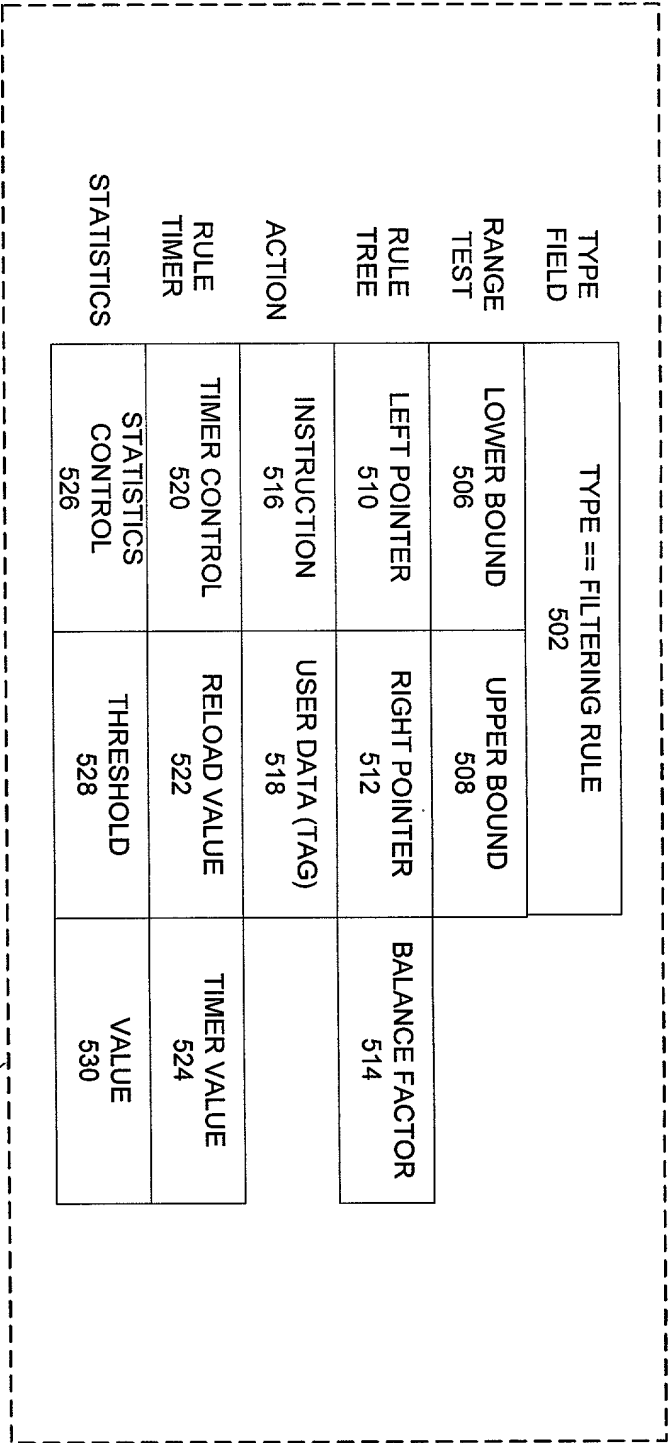 TYPE
FIELD
TYPE == FILTERING RULE
502
RANGE
TEST
LOWER BOUND
506
UPPER BOUND
508
RULE
TREE
LEFT POINTER
510
RIGHT POINTER
512
BALANCE FACTOR
514
ACTION
INSTRUCTION
516
USER DATA (TAG)
518
RULE
TIMER
TIMER CONTROL
520
RELOAD VALUE
522
TIMER VALUE
524
STATISTICS
STATISTICS
CONTROL
526
THRESHOLD
528
VALUE
530